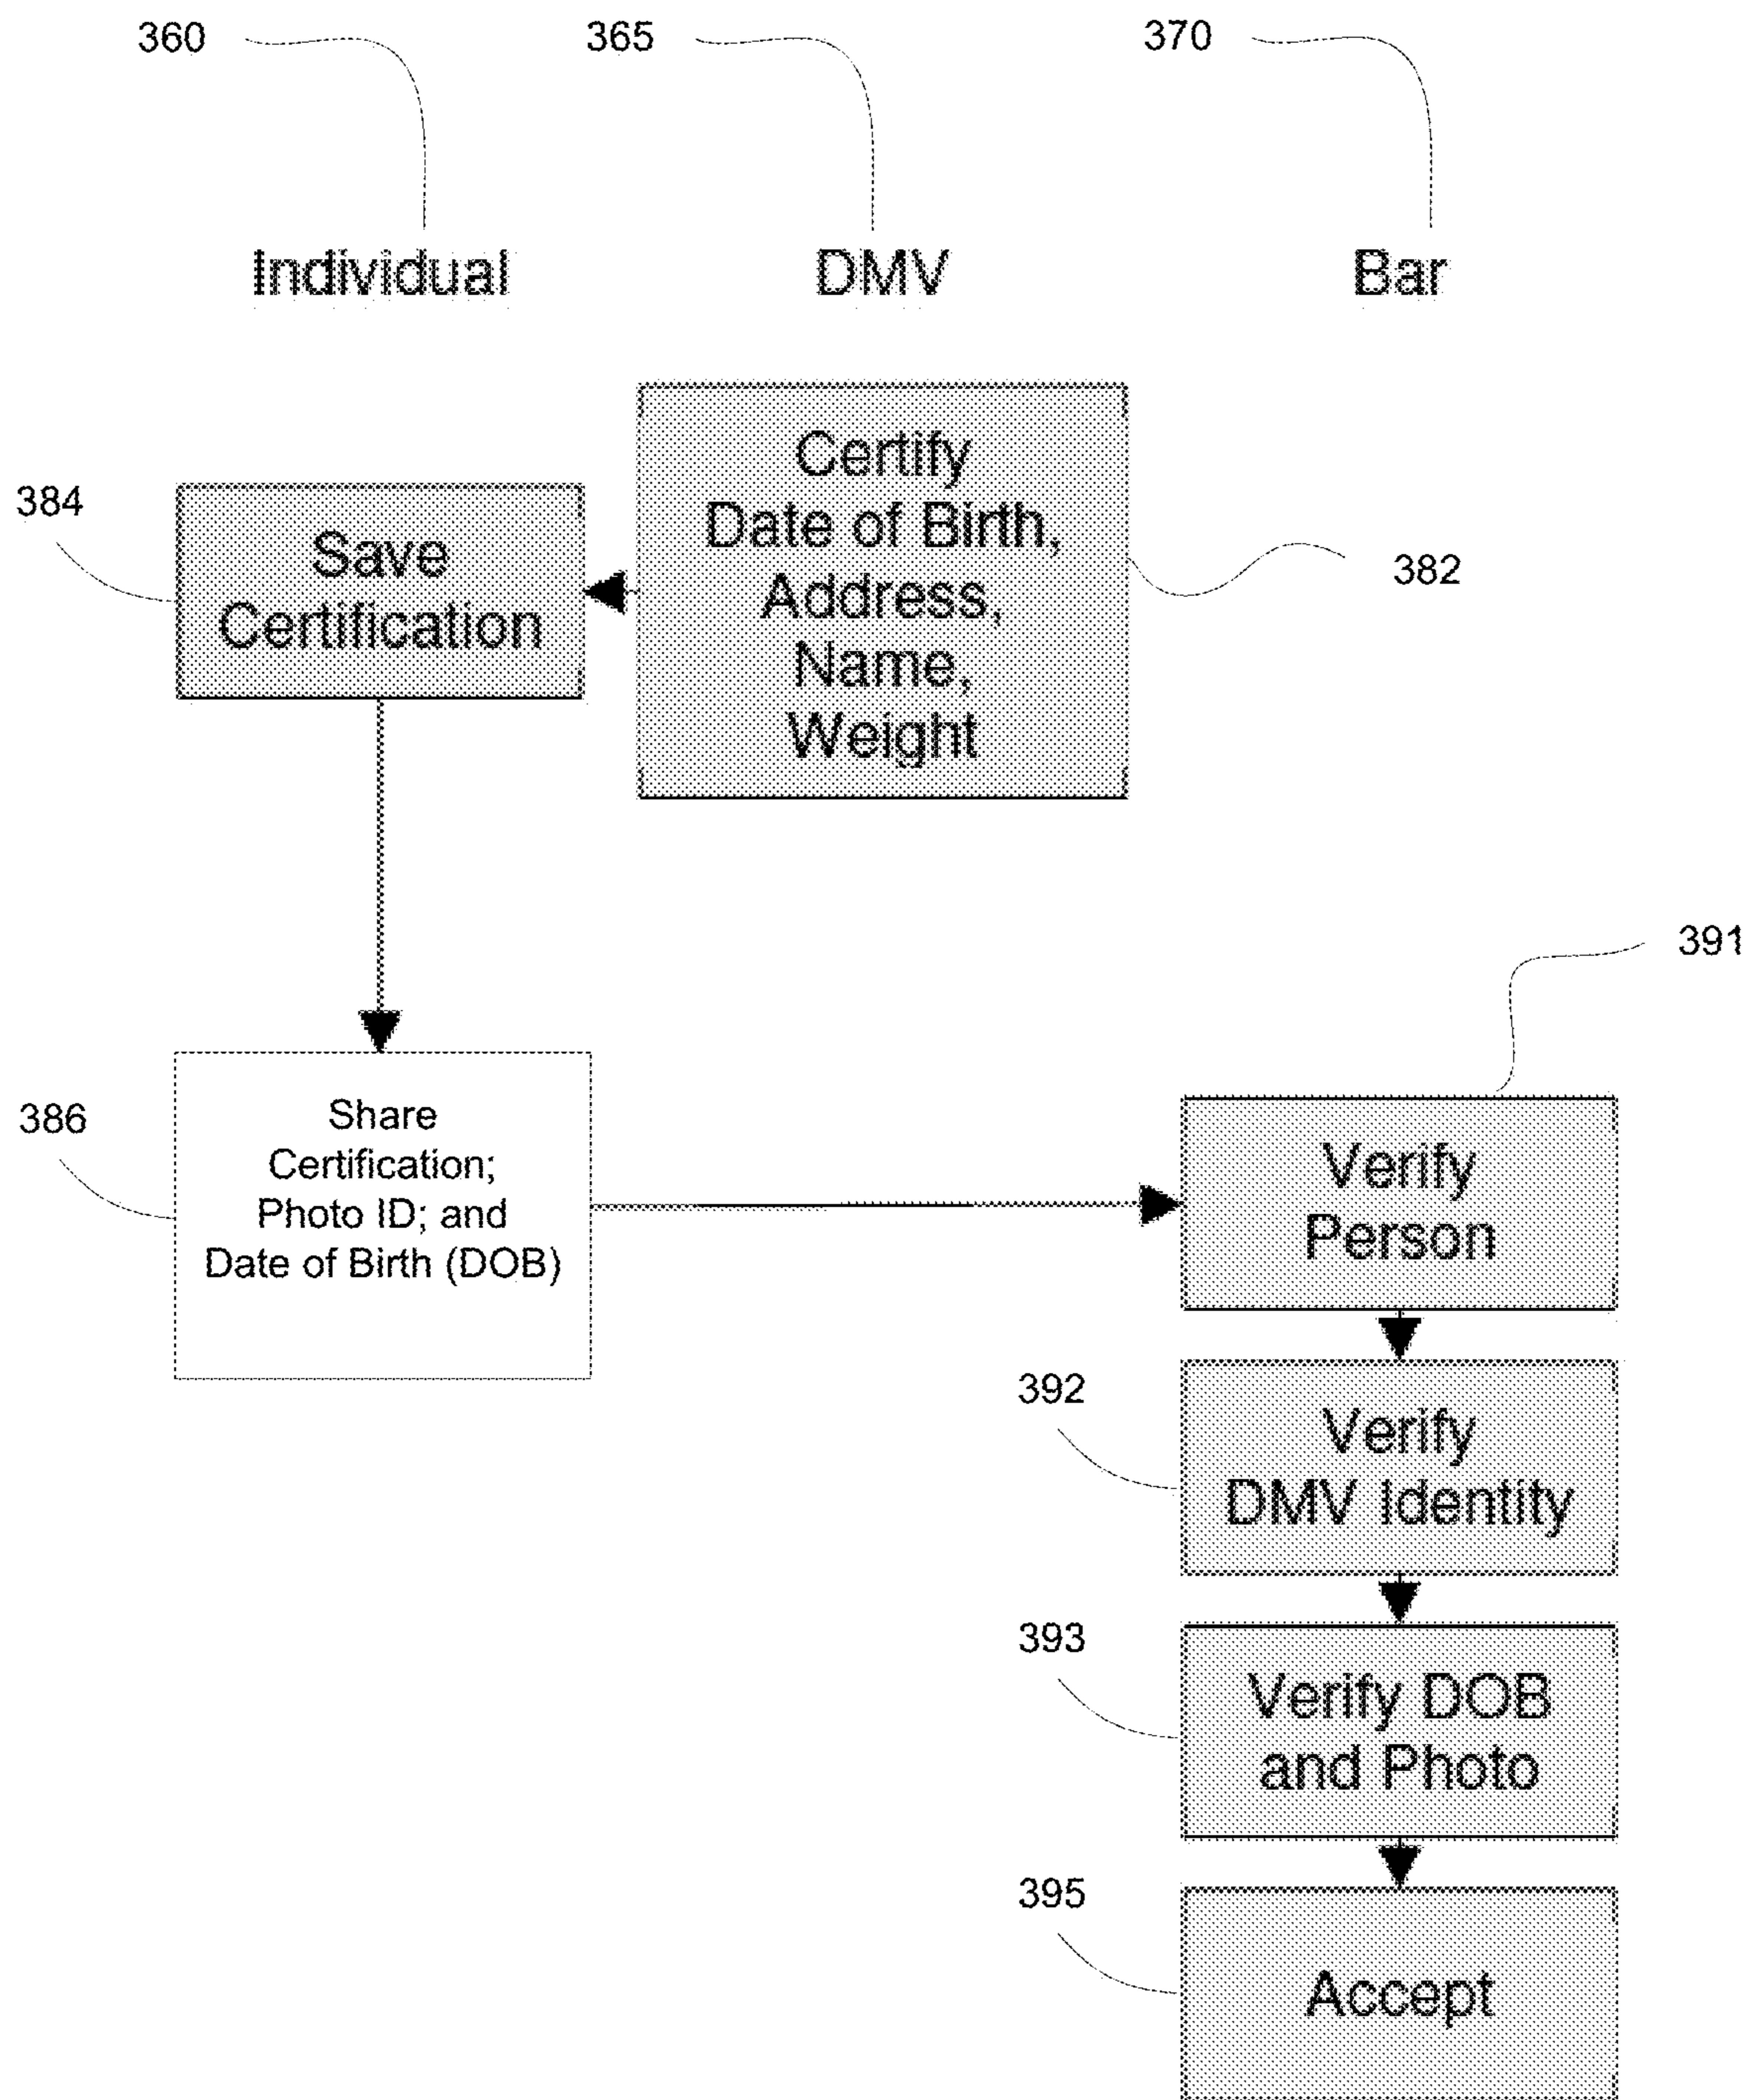 360
365
370
Individual
DMV
Bar
Certify
Date of Birth,
Address,
Name,
Weight
382
384
Save
Certification
391
386
Share
Certification;
Photo ID; and
Date of Birth (DOB)
Verify
Person
392
Verify
DMV Identity
393
Verify DOB
and Photo
395
Accept